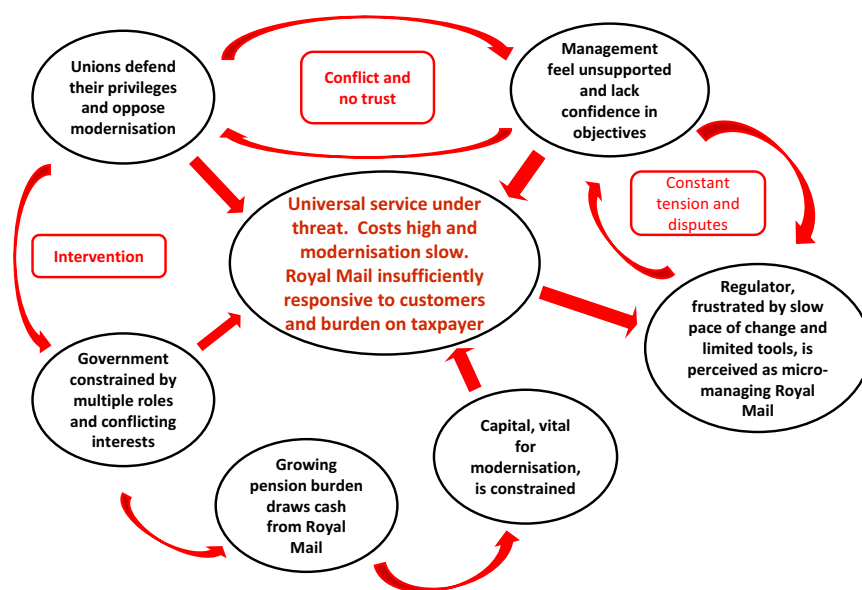 Unions defend
their privileges
and oppose
modernisation
Conflict and
no trust
Management
feel unsupported
and lack
confidence in
objectives
Constant
tension and
disputes
Universal service under
threat.  Costs high and
modernisation slow.
Royal Mail insufficiently
responsive to customers
and burden on taxpayer
Intervention
Regulator,
frustrated by slow
pace of change and
limited tools, is
perceived as micro-
managing Royal
Mail
Government
constrained by
multiple roles
and conflicting
interests
Capital, vital
for
modernisation,
is constrained
Growing
pension burden
draws cash
from Royal
Mail